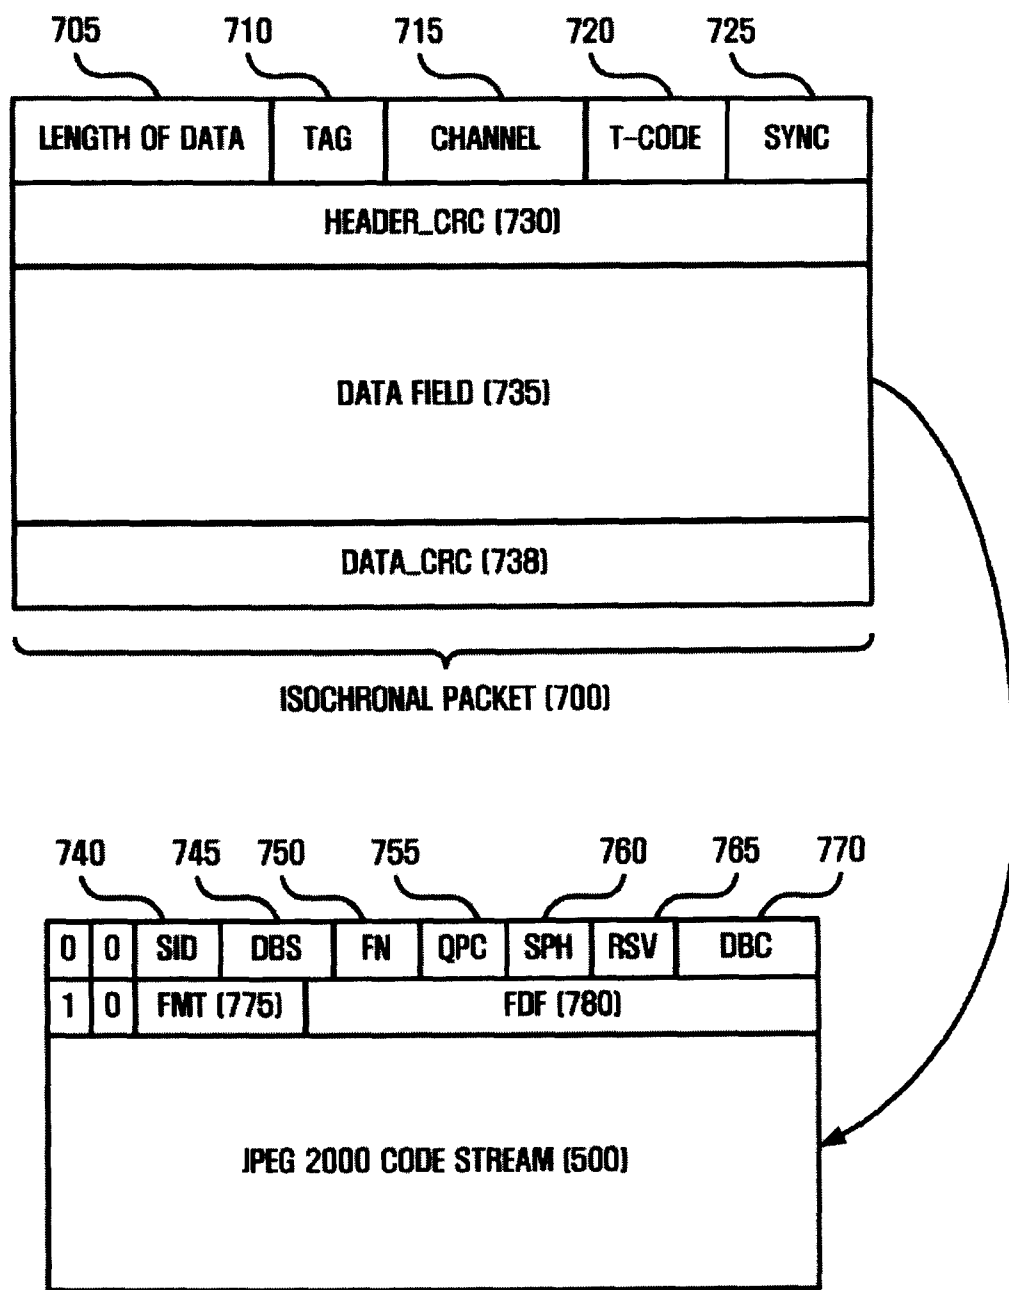 705 710 715 720 725
LENGTH OF DATA TAG CHANNEL T-CODE SYNC
HEADER_CRC (730)
DATA FIELD (735)
DATA_CRC (738)
ISOCHRONAL PACKET (700)
740 745 750 755 760 765 770
0 0 SID DBS FN QPC SPH RSV DBC
1 0 FMT (775) FDF (780)
JPEG 2000 CODE STREAM (500)